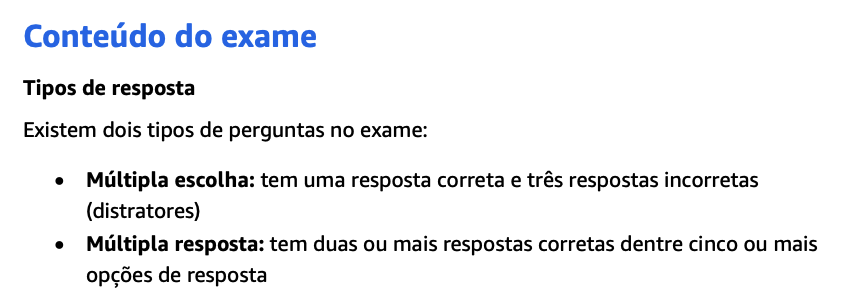 Conteúdo do exame
Tipos de resposta
Existem dois tipos de perguntas no exame:
• Múltipla escolha: tem uma resposta correta e três respostas incorretas
(distratores)
• Múltipla resposta: tem duas ou mais respostas corretas dentre cinco ou mais
opções de resposta